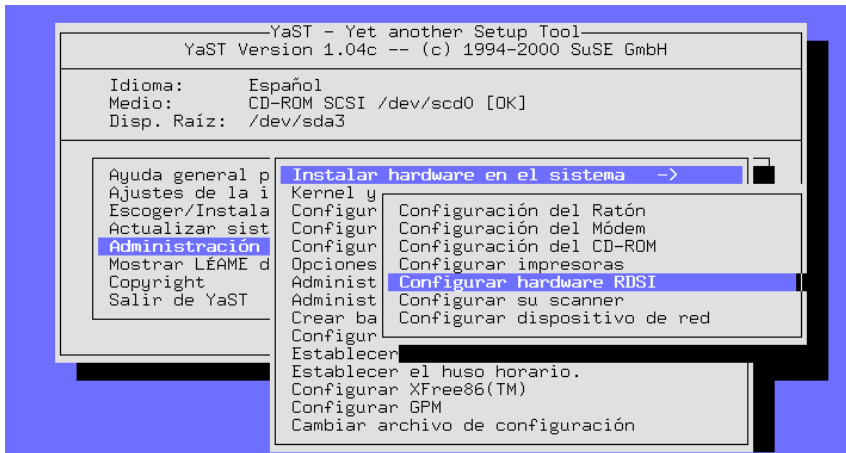 YaST - Yet another Setup Tool
YaST Version 1.04c -- (c) 1994-2000 SuSE GmbH
Idioma: Español
Medio: CD-ROM SCSI /dev/scd0 [OK]
Disp. Raíz: /dev/sda3
Ayuda general p
Ajustes de la i
Escoger/Instala
Actualizar sist
Administración
Mostrar LÉAME d
Copyright
Salir de YaST
Instalar hardware en el sistema ->
Kernel y
Configur
Configur
Configur
Opciones
Administ
Administ
Crear ba
Configur
Establecer
Establecer el huso horario.
Configurar XFree86(TM)
Configurar GPM
Cambiar archivo de configuración
Configuración del Ratón
Configuración del Módem
Configuración del CD-ROM
Configurar impresoras
Configurar hardware RDSI
Configurar su scanner
Configurar dispositivo de red